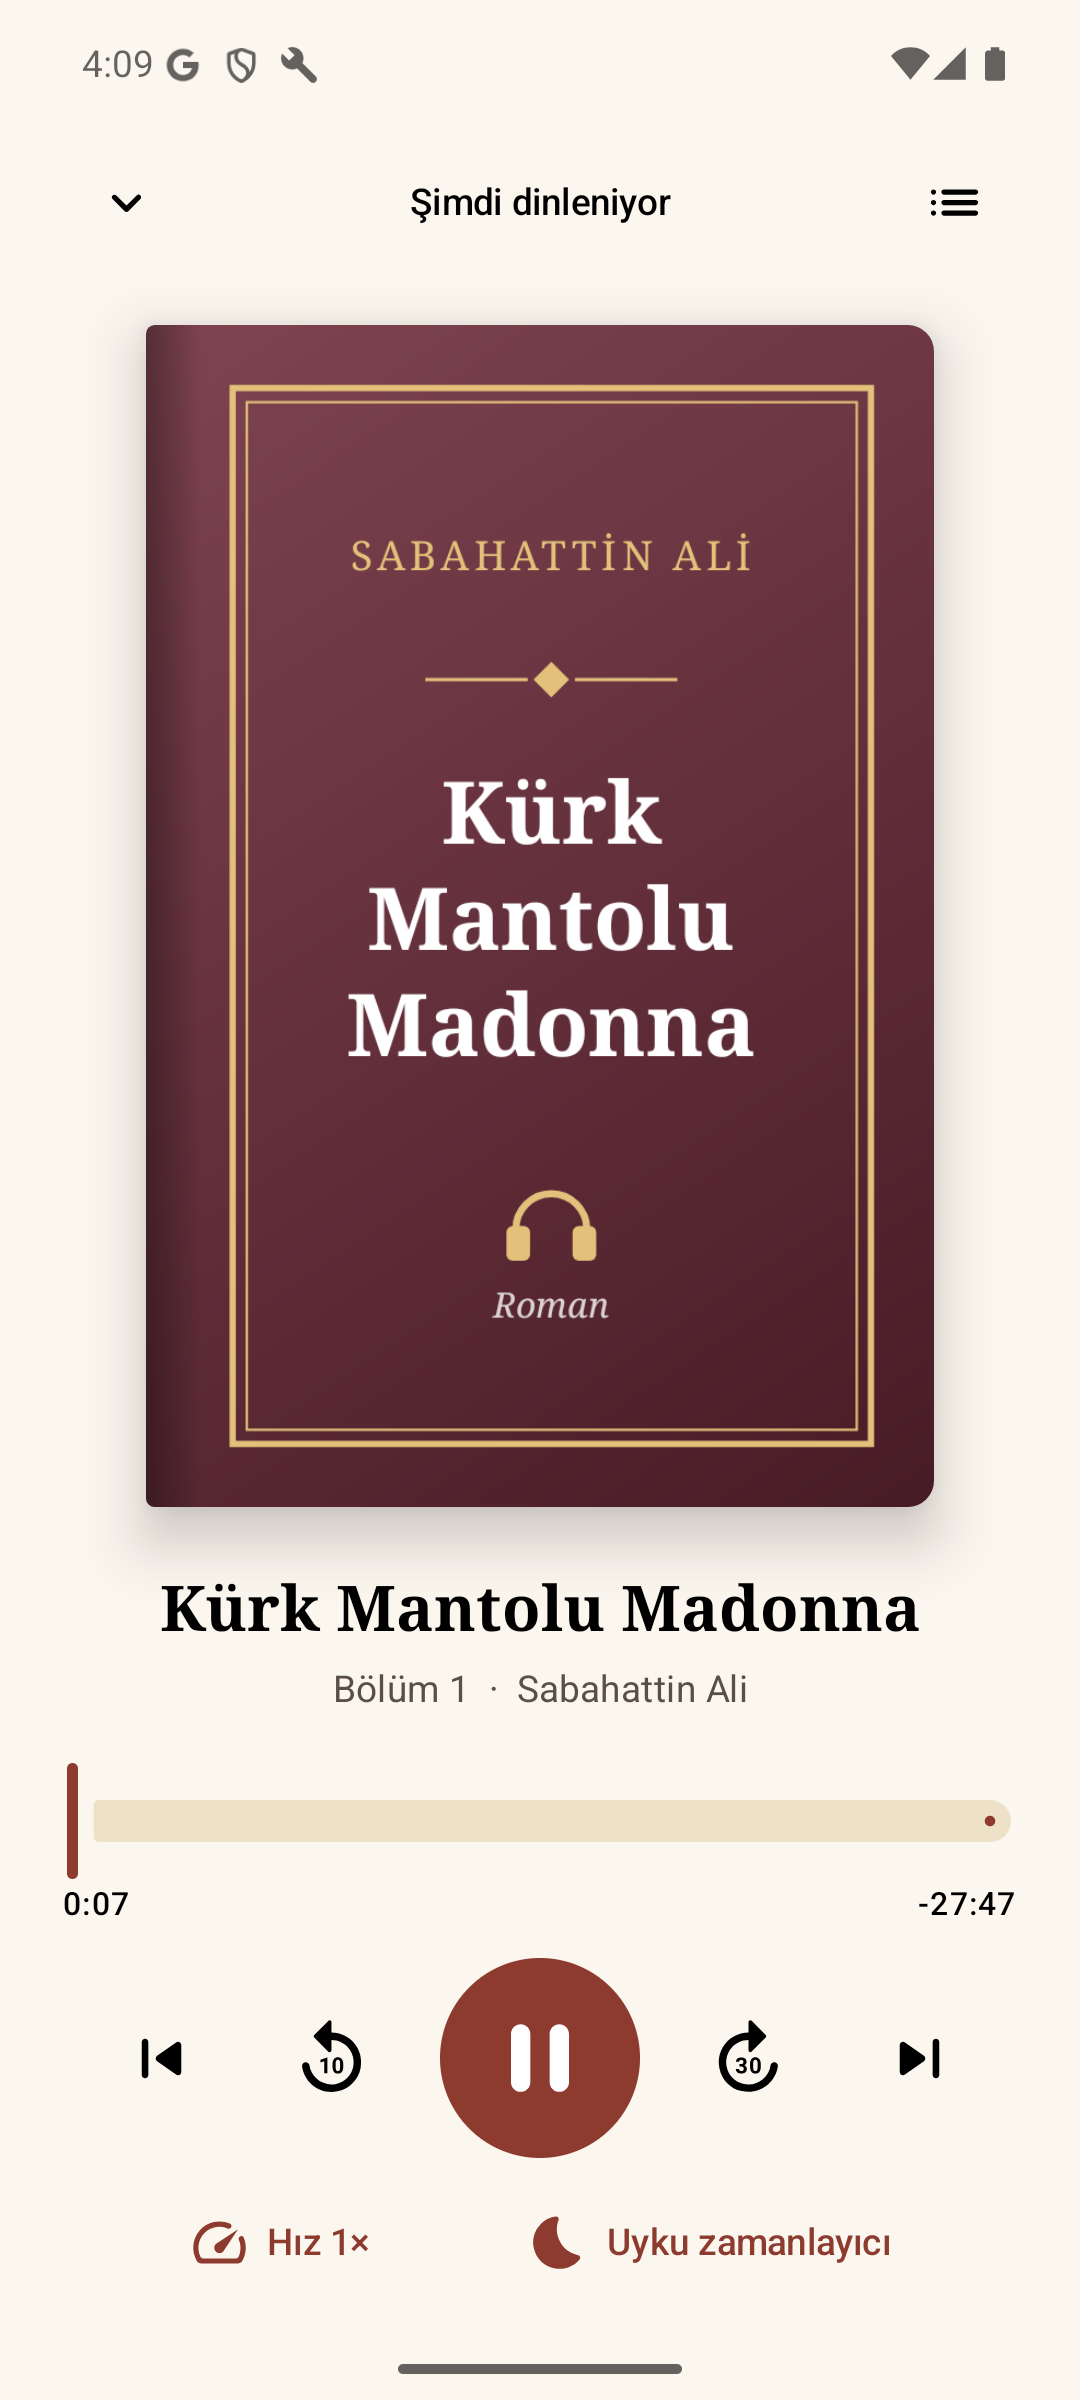 4:09
Şimdi dinleniyor
SABAHATTİN ALİ
Kürk
Mantolu
Madonna
Roman
Kürk Mantolu Madonna
Bölüm 1 · Sabahattin Ali
0:07
-27:47
10
30
Hız 1×
Uyku zamanlayıcı